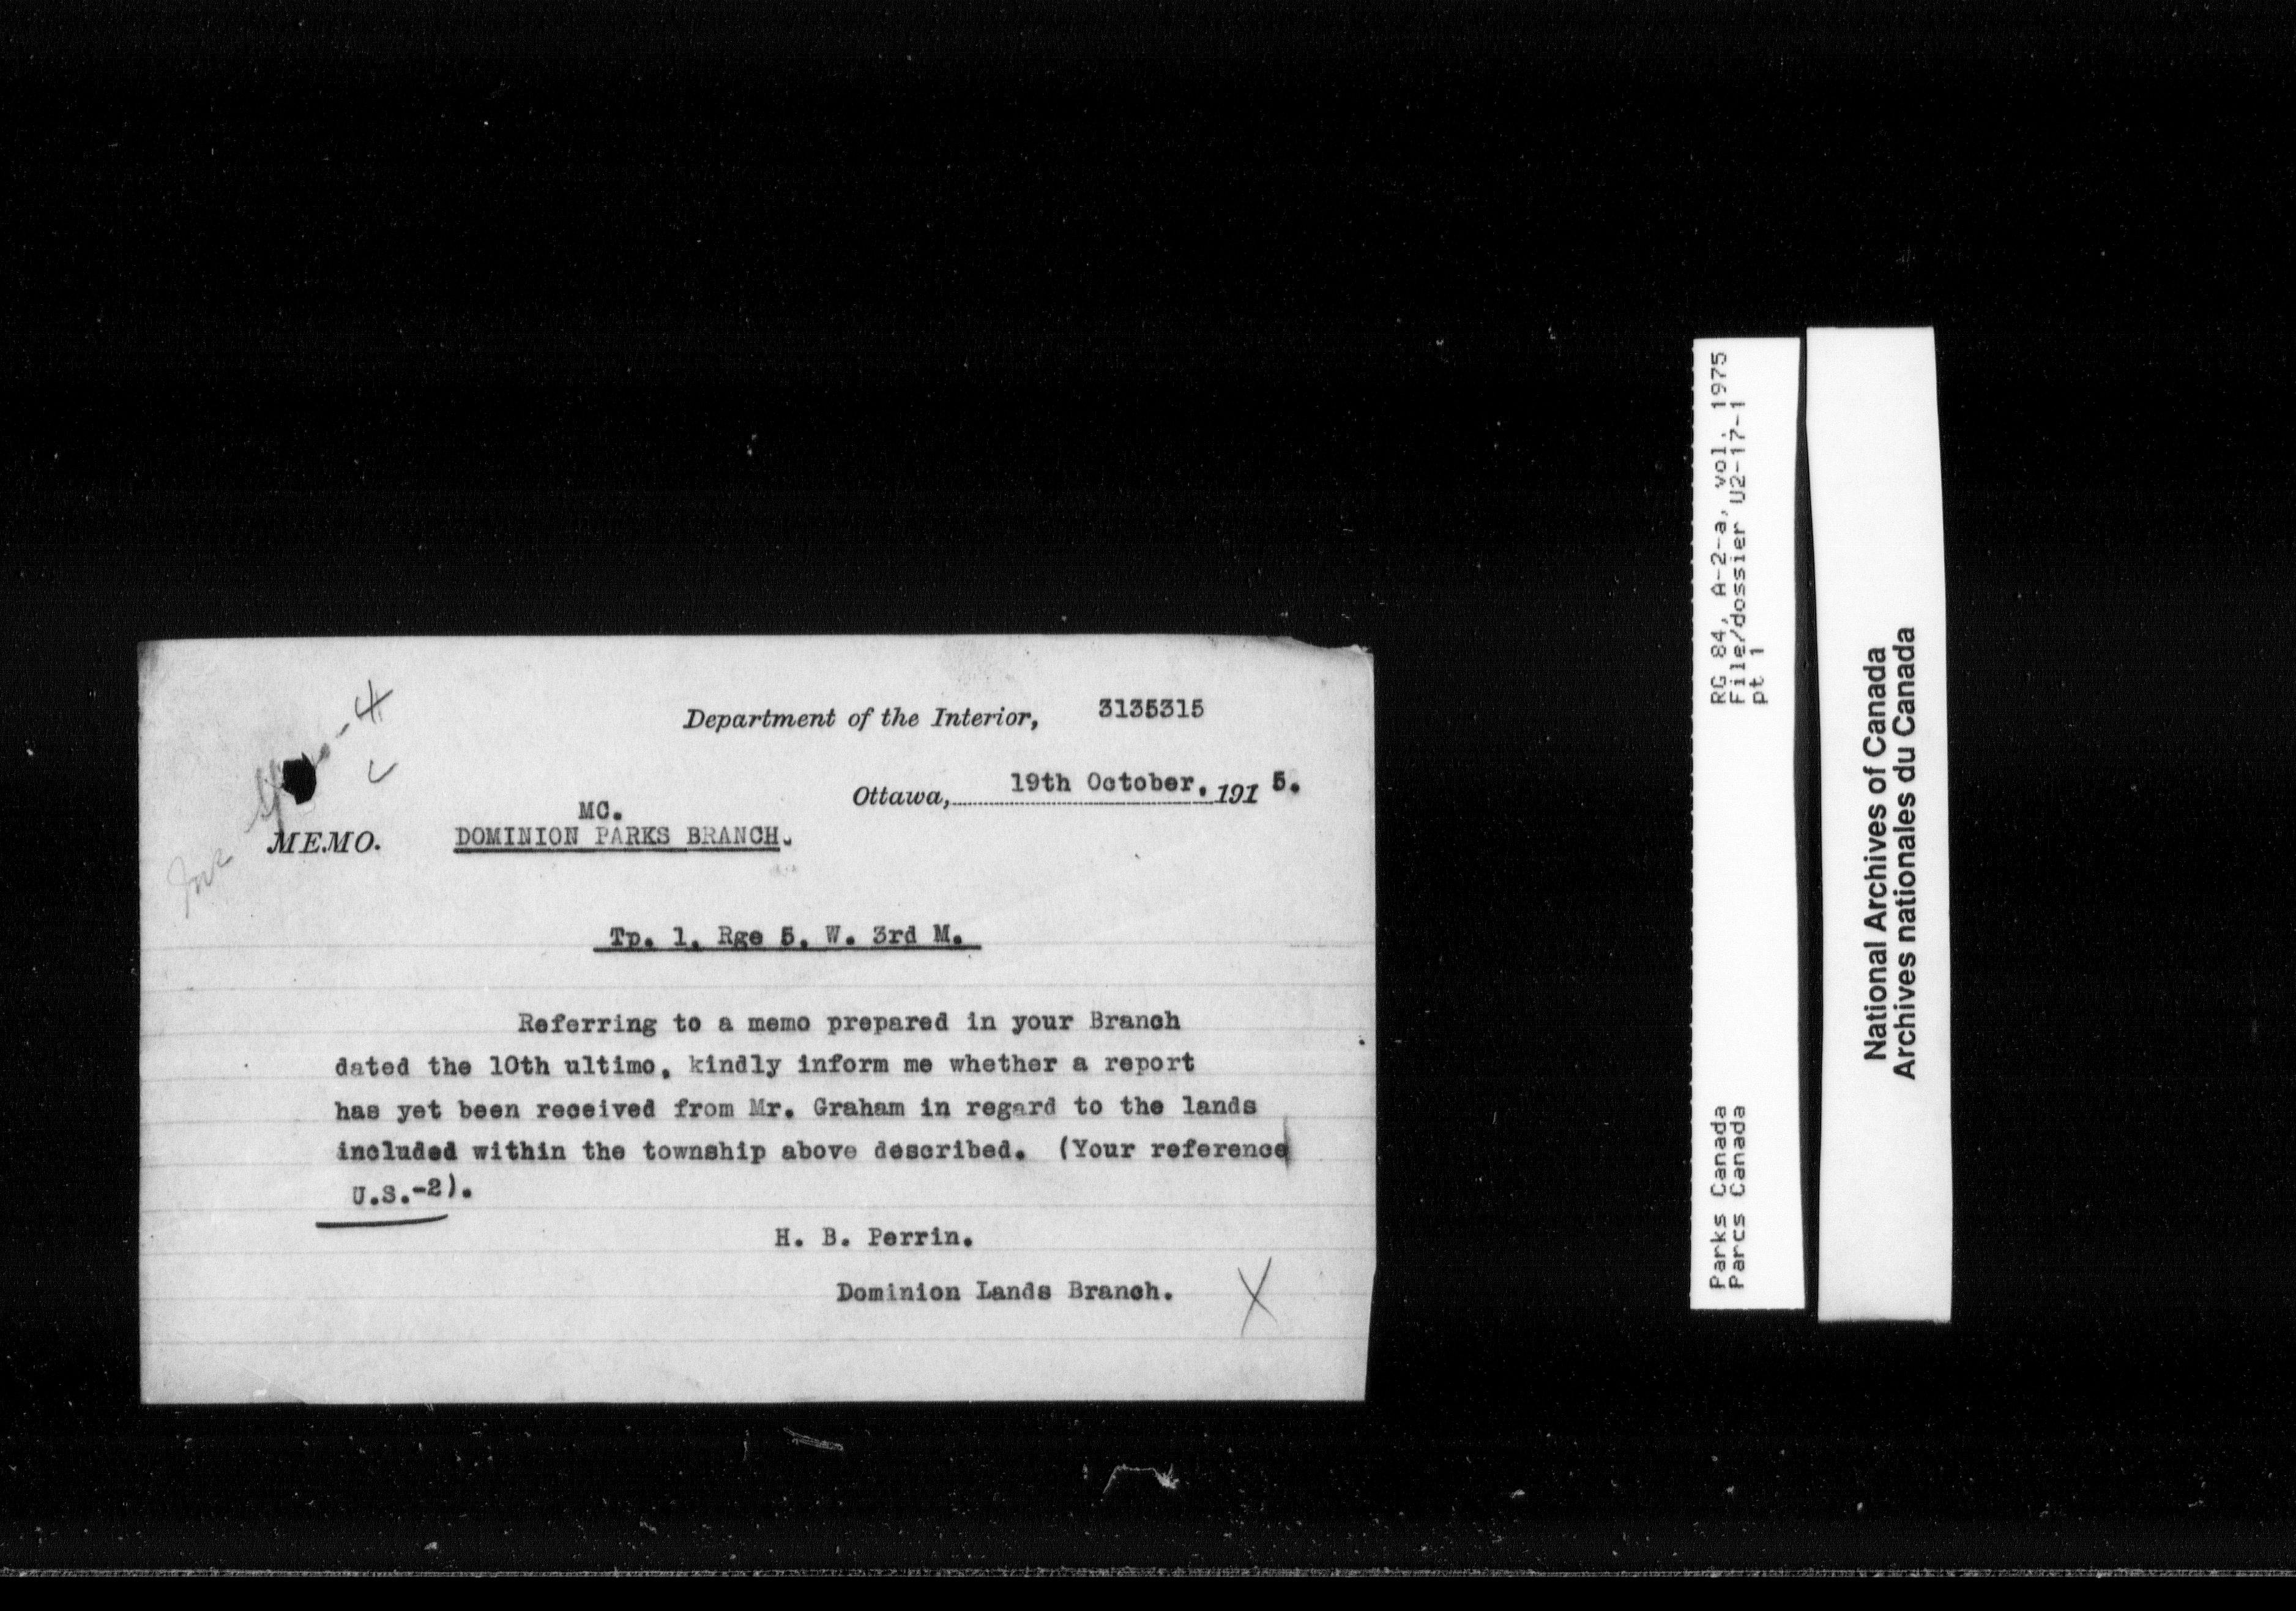 Department of the Interior, 3135315
Ottawa, 19th October, 1915.
MC.
MEMO. DOMINION PARKS BRANCH.
Tp. 1, Rge 5, W. 3rd M.
Referring to a memo prepared in your Branch
dated the 10th ultimo, kindly inform me whether a report
has yet been received from Mr. Graham in regard to the lands
included within the township above described. (Your reference
U.S.-2).
H. B. Perrin.
Dominion Lands Branch.
X
RG 84, A-2-a, vol. 1975
File/dossier U2-17-1
pt 1
Parks Canada
Parcs Canada
National Archives of Canada
Archives nationales du Canada